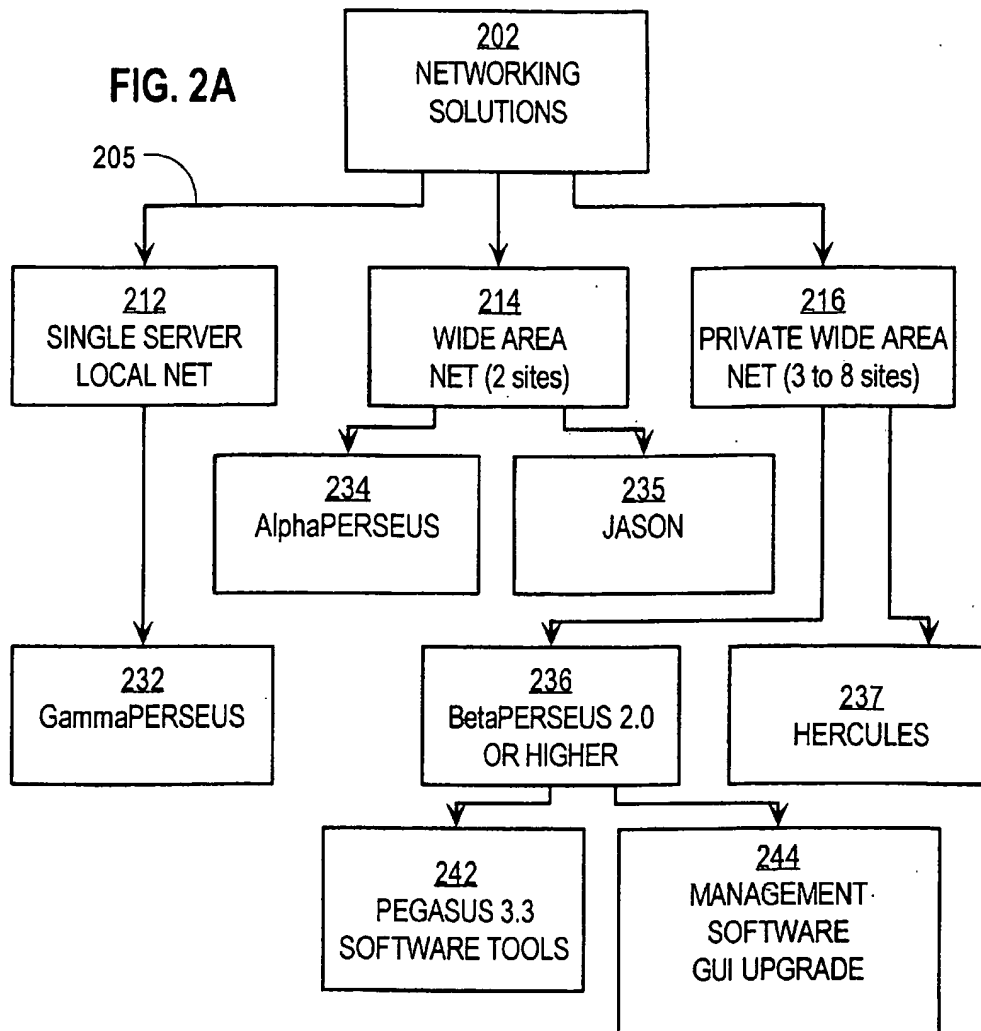 202
NETWORKING
SOLUTIONS
FIG. 2A
205
212
SINGLE SERVER
LOCAL NET
214
WIDE AREA
NET (2 sites)
216
PRIVATE WIDE AREA
NET (3 to 8 sites)
234
AlphaPERSEUS
235
JASON
232
GammaPERSEUS
236
BetaPERSEUS 2.0
OR HIGHER
237
HERCULES
242
PEGASUS 3.3
SOFTWARE TOOLS
244
MANAGEMENT
SOFTWARE
GUI UPGRADE